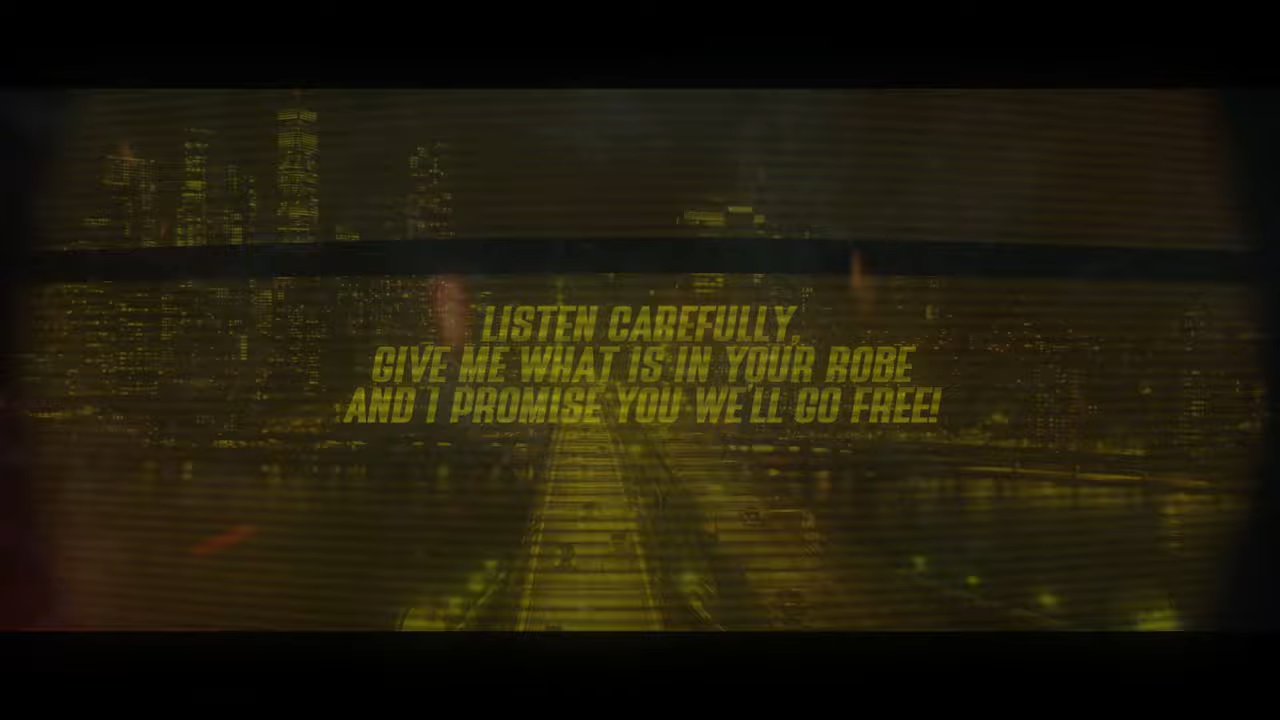 LISTEN CAREFULLY,
GIVE ME WHAT IS IN YOUR ROBE
AND I PROMISE YOU WE'LL GO FREE!